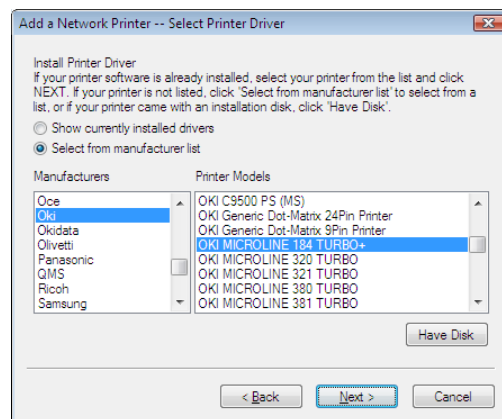 Add a Network Printer -- Select Printer Driver
Install Printer Driver
If your printer software is already installed, select your printer from the list and click
NEXT. If your printer is not listed, click 'Select from manufacturer list' to select from a
list, or if your printer came with an installation disk, click 'Have Disk'.
Show currently installed drivers
Select from manufacturer list
Manufacturers
Oce
Oki
Okidata
Olivetti
Panasonic
QMS
Ricoh
Samsung
Printer Models
OKI C9500 PS (MS)
OKI Generic Dot-Matrix 24Pin Printer
OKI Generic Dot-Matrix 9Pin Printer
OKI MICROLINE 184 TURBO+
OKI MICROLINE 320 TURBO
OKI MICROLINE 321 TURBO
OKI MICROLINE 380 TURBO
OKI MICROLINE 381 TURBO
Have Disk
< Back
Next >
Cancel